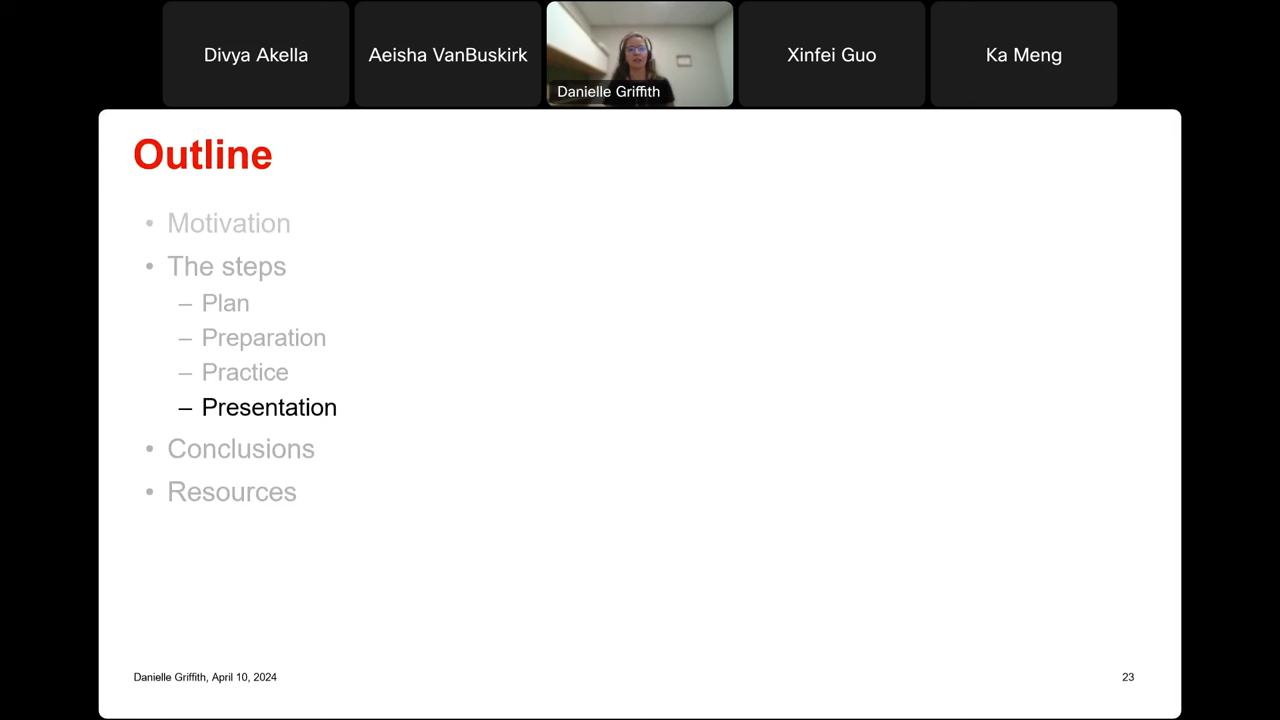 Divya Akella
Aeisha VanBuskirk
Danielle Griffith
Xinfei Guo
Ka Meng
Outline
• Motivation
• The steps
– Plan
– Preparation
– Practice
– Presentation
• Conclusions
• Resources
Danielle Griffith, April 10, 2024
23